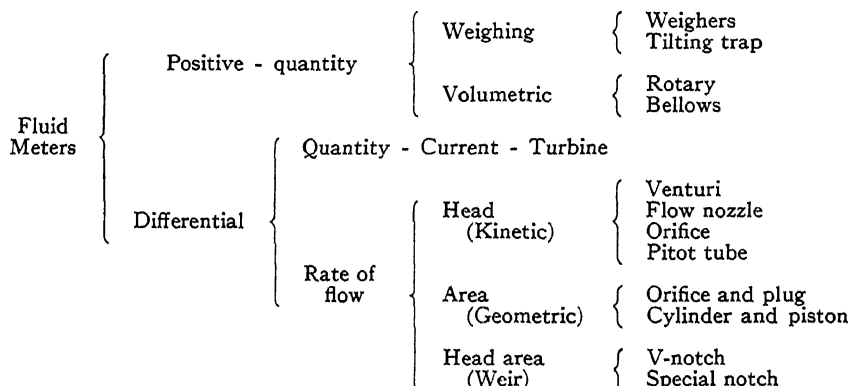 Fluid
Meters
Positive - quantity
Weighing
Weighers
Tilting trap
Volumetric
Rotary
Bellows
Differential
Quantity - Current - Turbine
Rate of
flow
Head
(Kinetic)
Venturi
Flow nozzle
Orifice
Pitot tube
Area
(Geometric)
Orifice and plug
Cylinder and piston
Head area
(Weir)
V-notch
Special notch